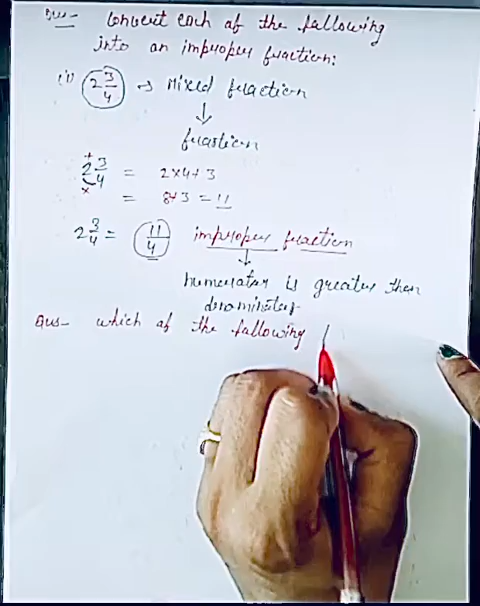 Qus- Convert each of the following
into an improper fraction:
(i) 2 3/4 → Mixed fraction
↓
fraction
+
2 3/4 = 2×4+3
×
= 8+3 = 11
2 3/4 = 11/4 improper fraction
↓
numerator is greater than
denominator
Qus- which of the following